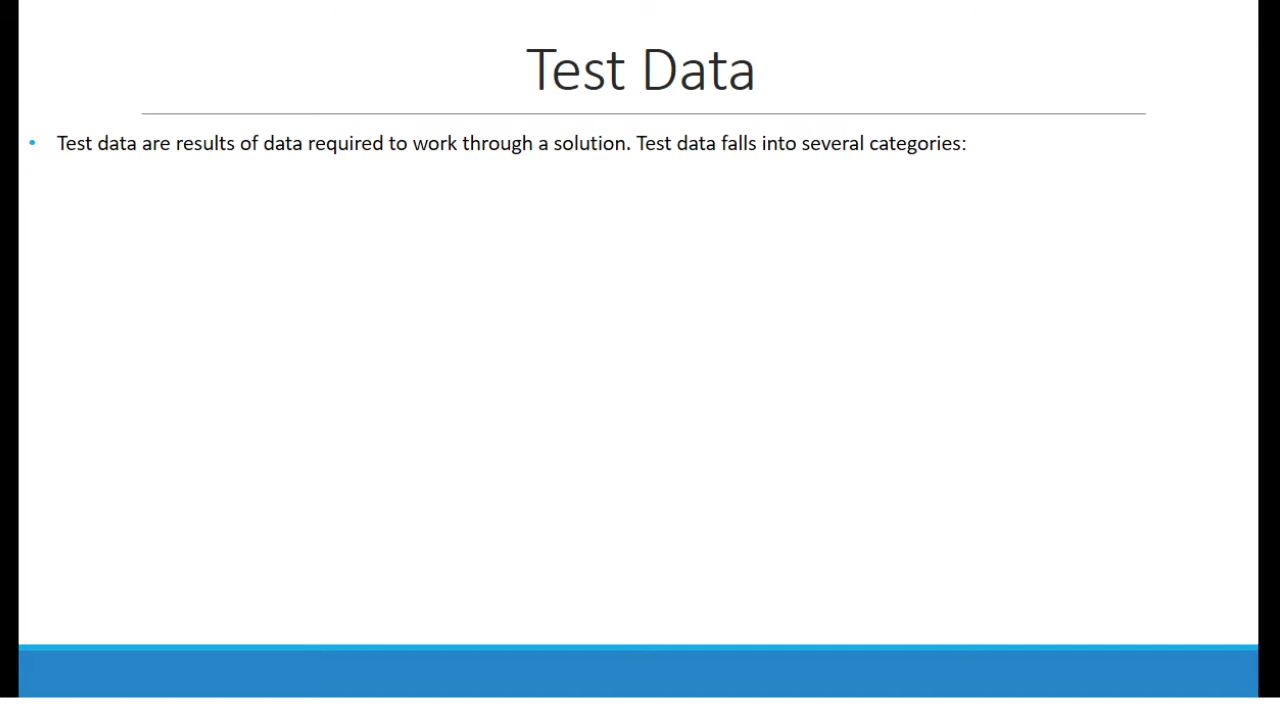 Test Data
• Test data are results of data required to work through a solution. Test data falls into several categories: